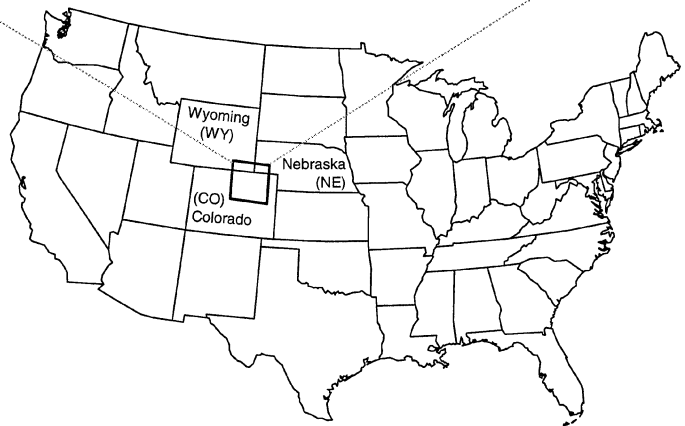 Wyoming
(WY)
Nebraska
(NE)
(CO)
Colorado